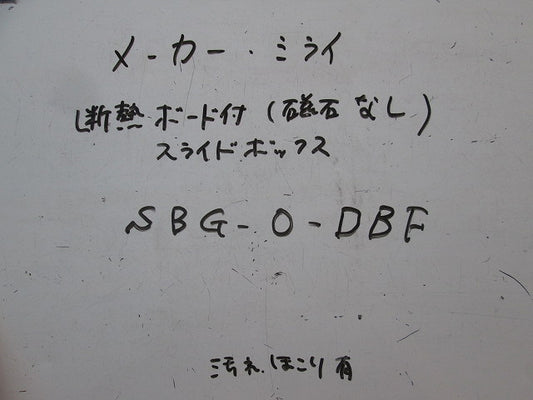 メーカー・ミライ
断熱ボード付(磁石なし)
スライドボックス
SBG-O-DBF
汚れ、ほこり有